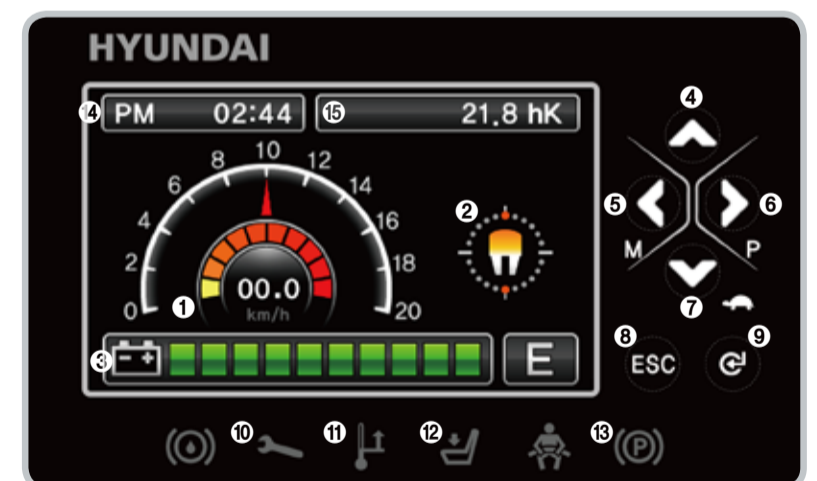 HYUNDAI
④
⑭ PM 02:44 ⑮ 21.8 hK
0 2 4 6 8 10 12 14 16 18 20
②
⑤ ⑥
M P
① 00.0
km/h
⑦
③ E
⑧ ⑨
ESC
⑩ ⑪ ⑫ ⑬ P